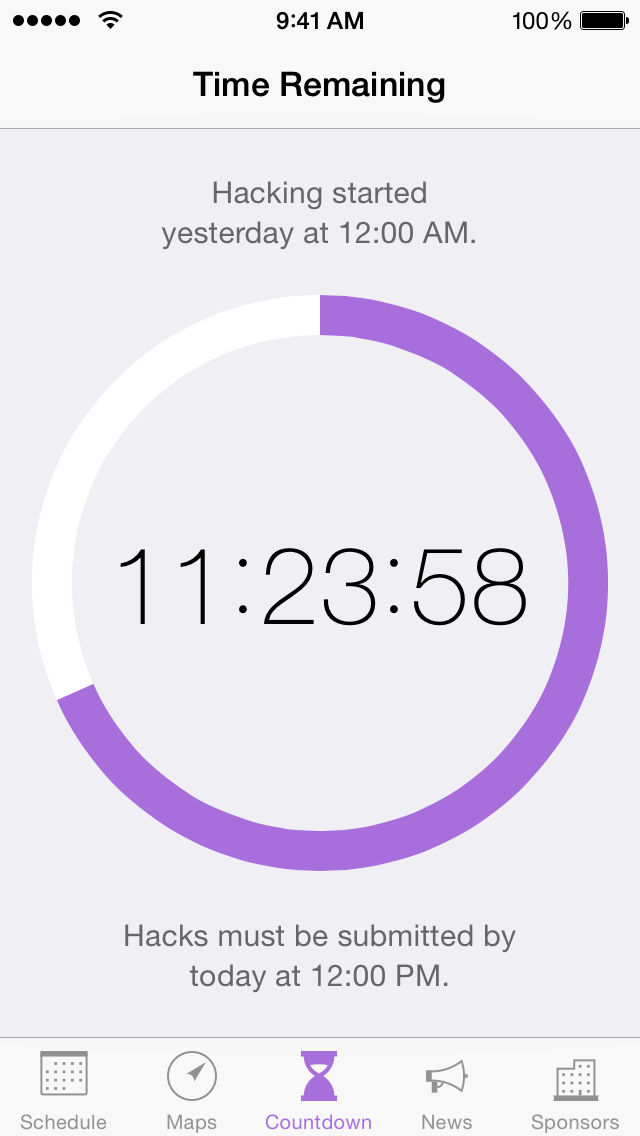 9:41 AM 100%
Time Remaining
Hacking started
yesterday at 12:00 AM.
11:23:58
Hacks must be submitted by
today at 12:00 PM.
Schedule Maps Countdown News Sponsors